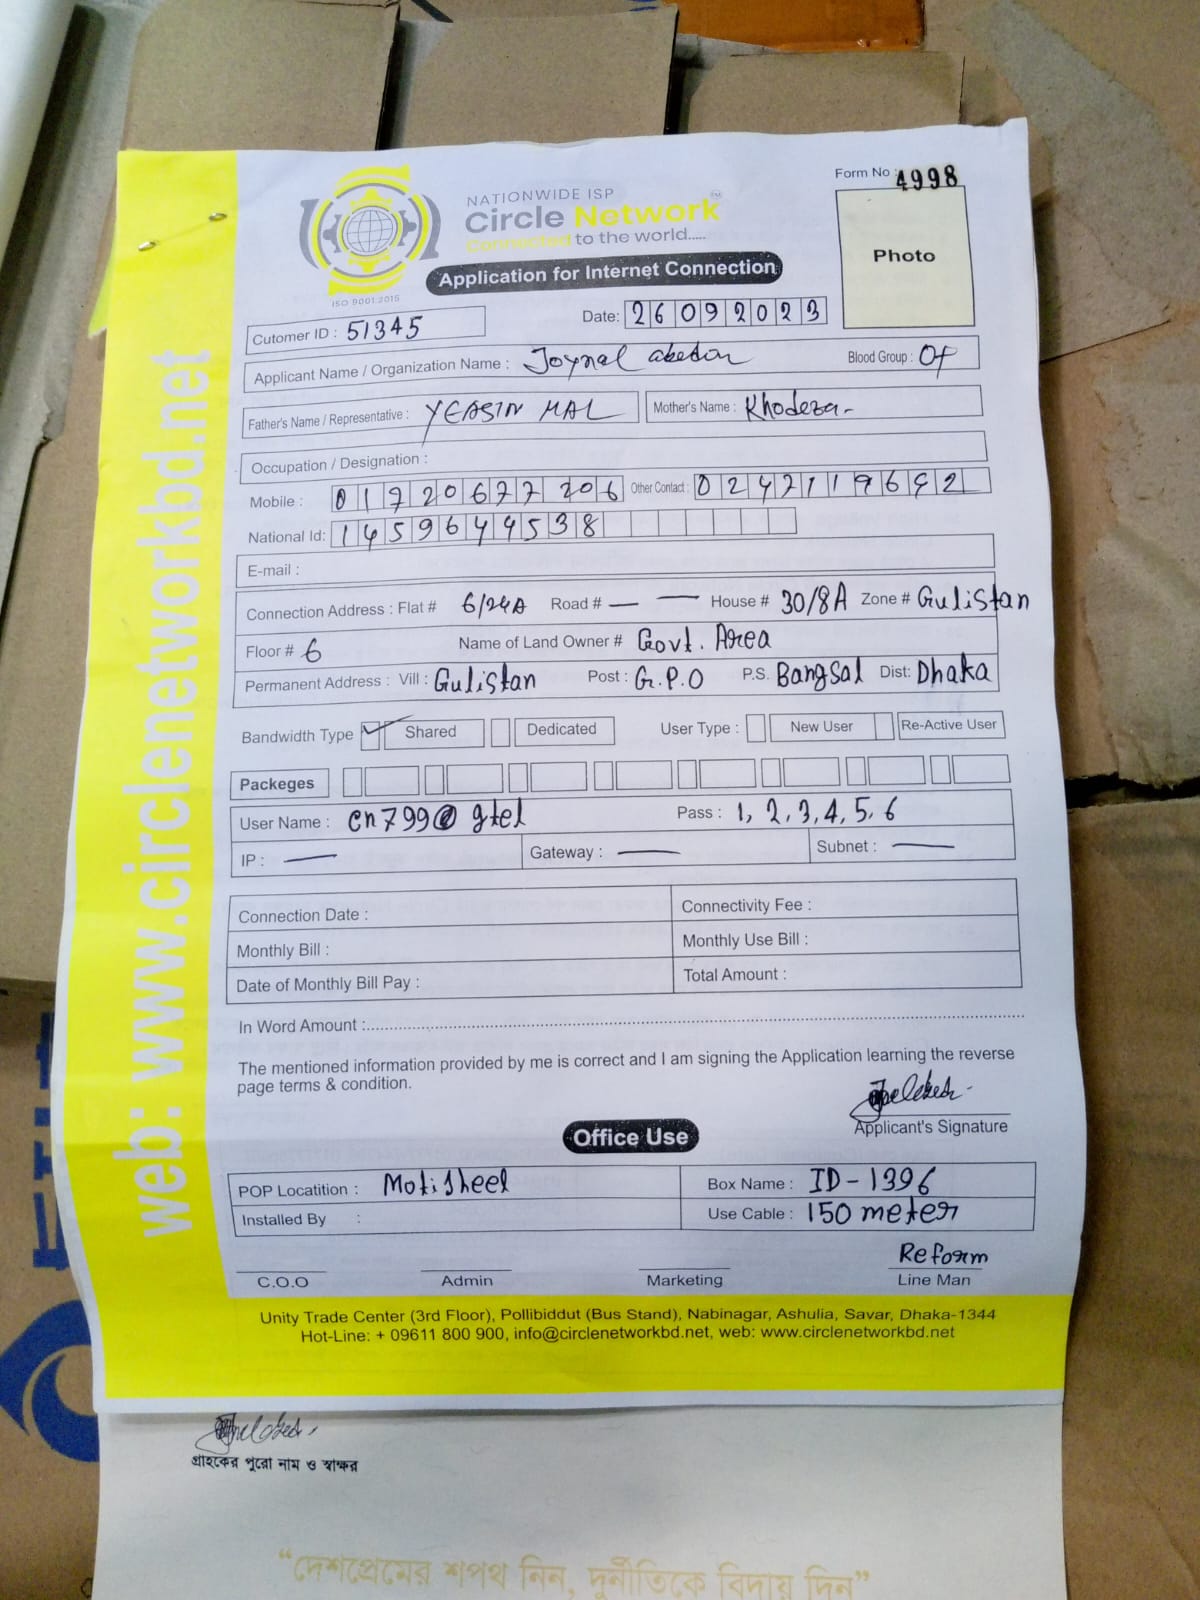 NATIONWIDE ISP
Circle Network™
Connected to the world.....
ISO 9001:2015
Application for Internet Connection
Form No : 4998
Photo
Cutomer ID : 51345
Date: 26092023
Applicant Name / Organization Name : Joynal abedin
Blood Group : O+
Father's Name / Representative : YEASIN MAL
Mother's Name : Khodeza
Occupation / Designation :
Mobile : 01720677206
Other Contact :
National Id: 1459644538
E-mail :
Connection Address : Flat # 6/24A Road # — — House # 30/8A Zone # Gulistan
Floor # 6 Name of Land Owner # Govt. Area
Permanent Address : Vill : Gulistan Post : G.P.O P.S. Bangsal Dist: Dhaka
Bandwidth Type Shared Dedicated User Type : New User Re-Active User
Packeges
User Name : cn799@gtel Pass : 1, 2, 3, 4, 5, 6
IP : — Gateway : — Subnet : —
Connection Date : Connectivity Fee :
Monthly Bill : Monthly Use Bill :
Date of Monthly Bill Pay : Total Amount :
In Word Amount :
The mentioned information provided by me is correct and I am signing the Application learning the reverse
page terms & condition.
Applicant's Signature
Office Use
POP Locatition : Motijheel Box Name : ID-1396
Installed By : Use Cable : 150 meter
Reform
C.O.O Admin Marketing Line Man
Unity Trade Center (3rd Floor), Pollibiddut (Bus Stand), Nabinagar, Ashulia, Savar, Dhaka-1344
Hot-Line: + 09611 800 900, info@circlenetworkbd.net, web: www.circlenetworkbd.net
web: www.circlenetworkbd.net
গ্রাহকের পুরো নাম ও স্বাক্ষর
“দেশপ্রেমের শপথ নিন, দুর্নীতিকে বিদায় দিন”